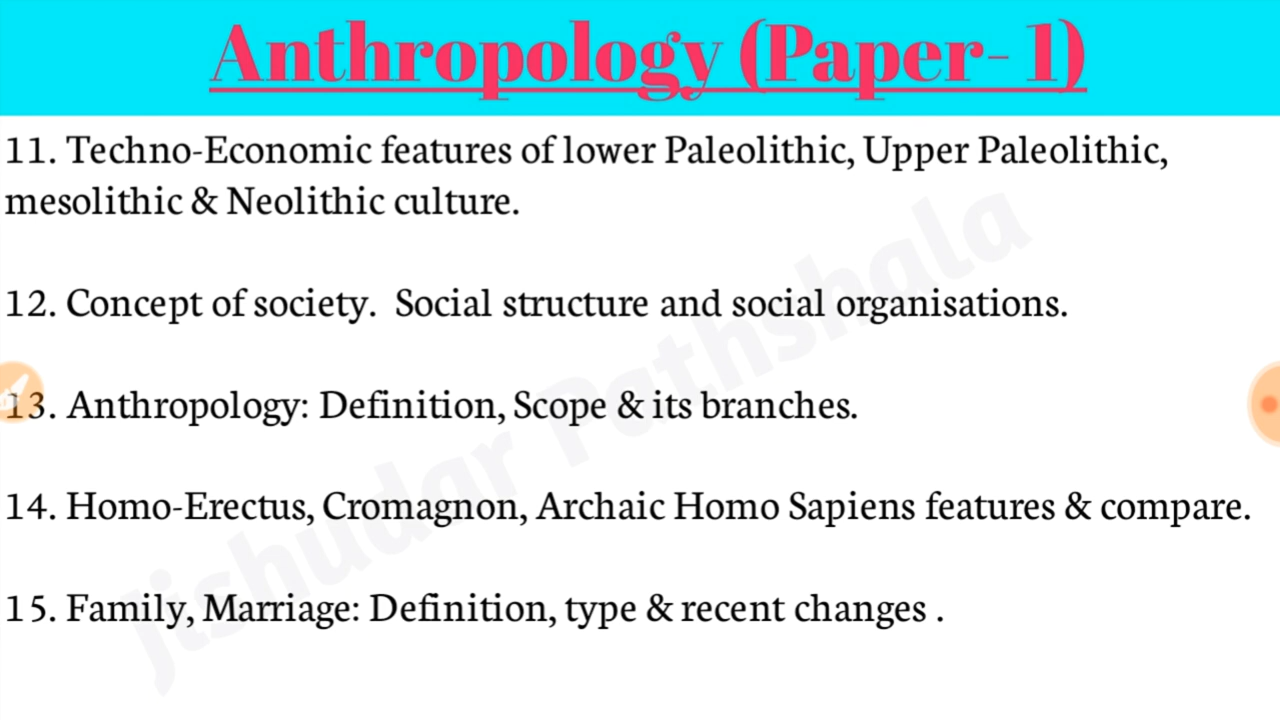 Anthropology (Paper- 1)
11. Techno-Economic features of lower Paleolithic, Upper Paleolithic,
mesolithic & Neolithic culture.
12. Concept of society.  Social structure and social organisations.
13. Anthropology: Definition, Scope & its branches.
14. Homo-Erectus, Cromagnon, Archaic Homo Sapiens features & compare.
15. Family, Marriage: Definition, type & recent changes .
Jishudar Pathshala